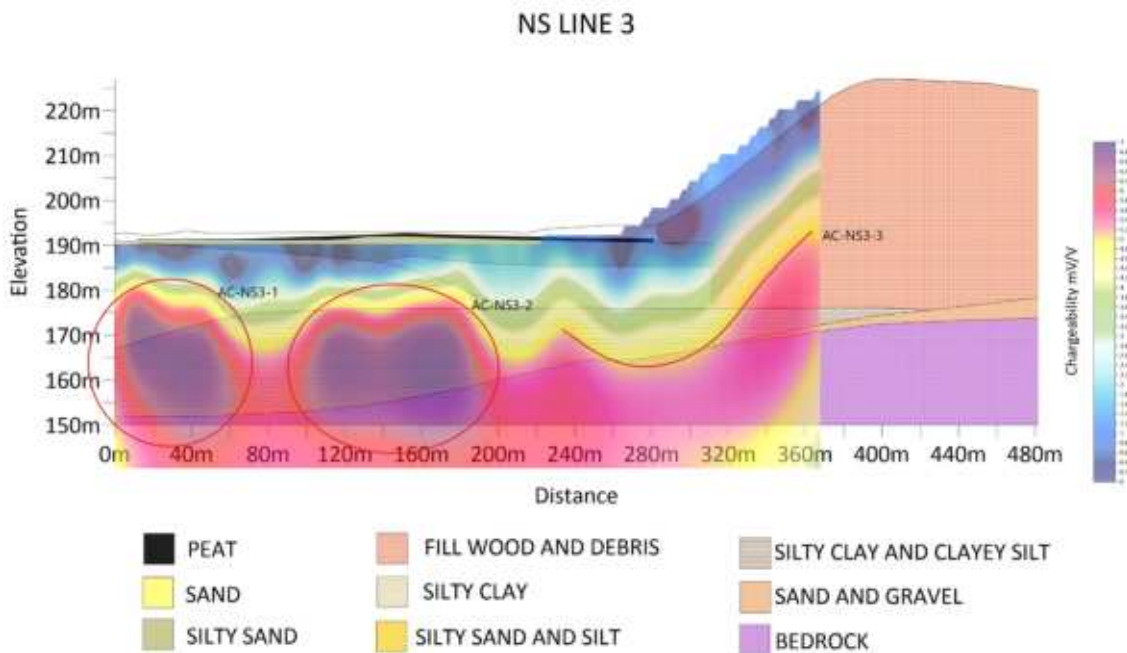 NS LINE 3
220m
210m
200m
190m
180m
170m
160m
150m
Elevation
AC-NS3-1
AC-NS3-2
AC-NS3-3
0m 40m 80m 120m 160m 200m 240m 280m 320m 360m 400m 440m 480m
Distance
Chargeability mV/V
PEAT
SAND
SILTY SAND
FILL WOOD AND DEBRIS
SILTY CLAY
SILTY SAND AND SILT
SILTY CLAY AND CLAYEY SILT
SAND AND GRAVEL
BEDROCK